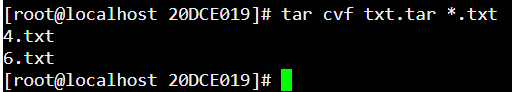 [root@localhost 20DCE019]# tar cvf txt.tar *.txt
4.txt
6.txt
[root@localhost 20DCE019]#